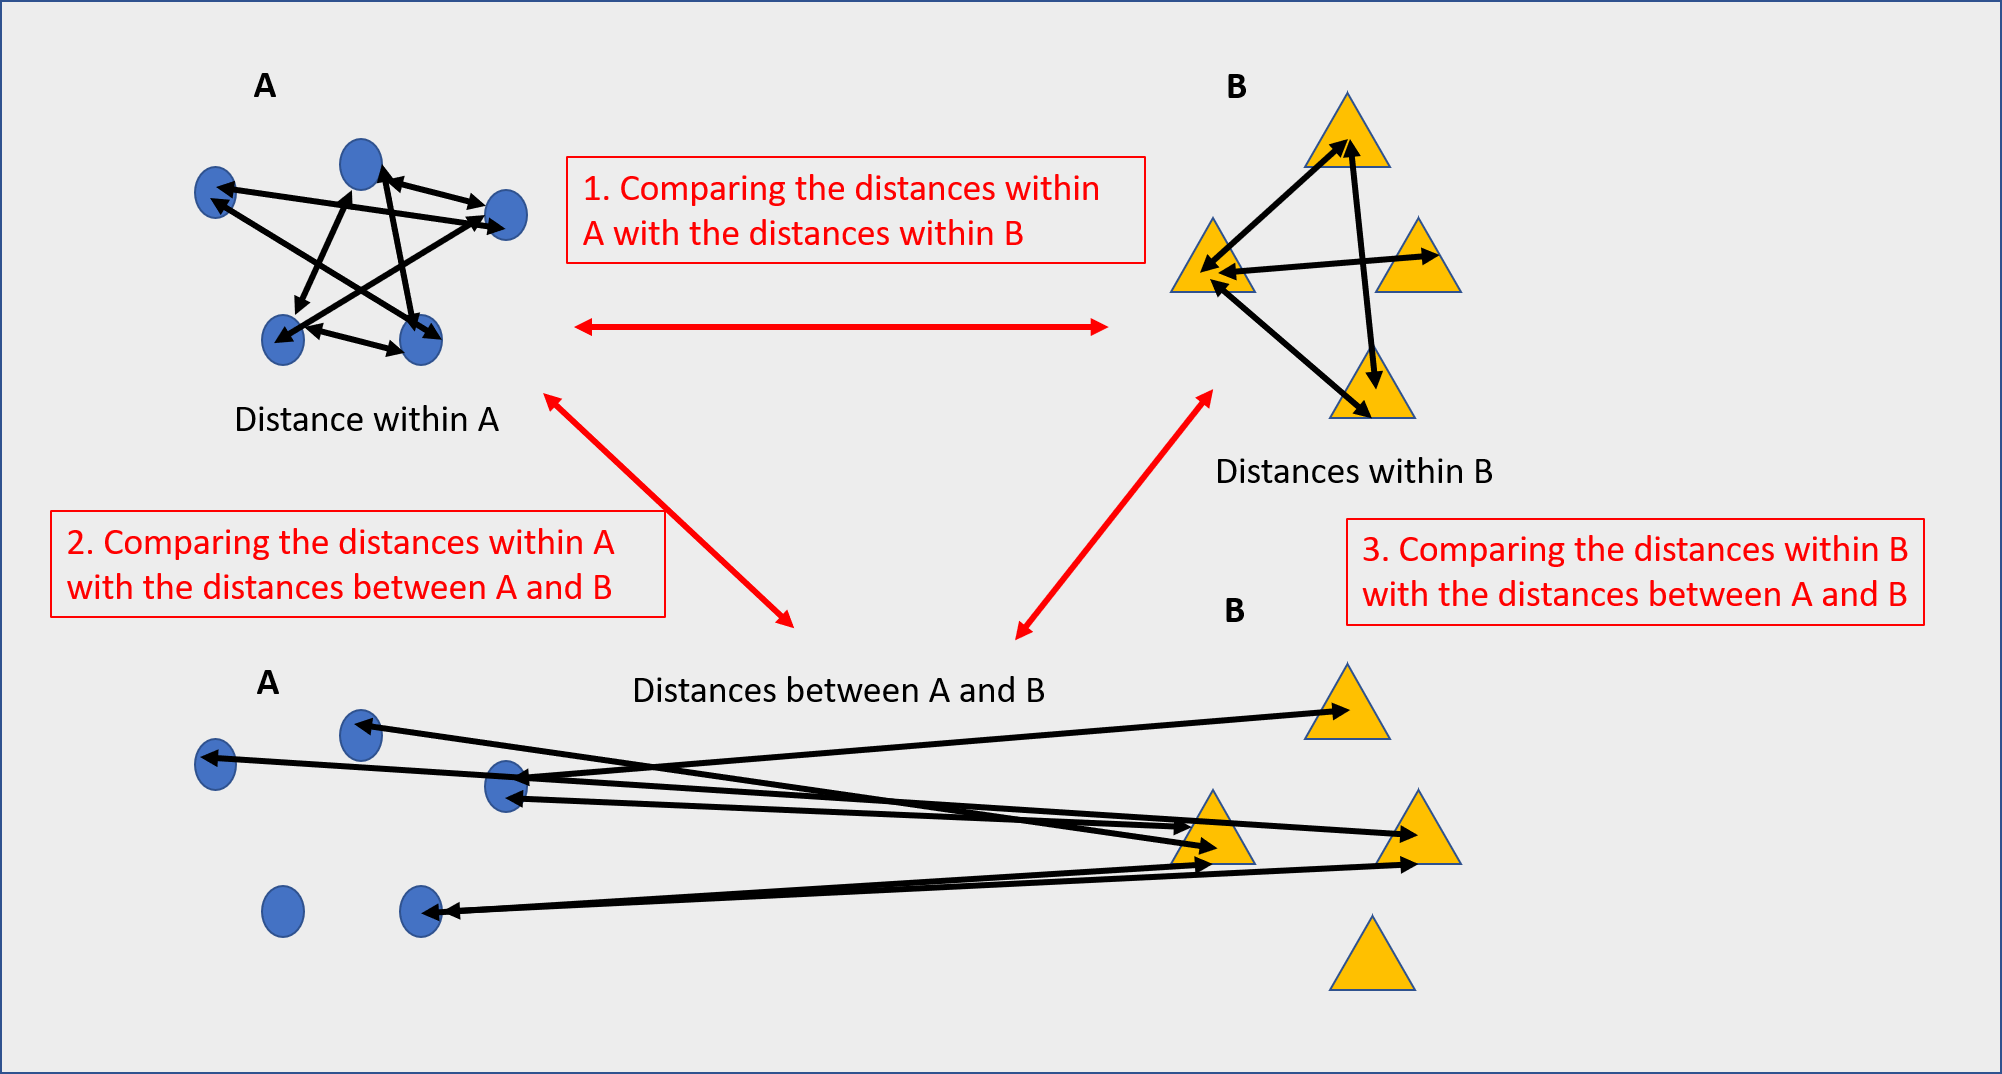 A
B
1. Comparing the distances within
A with the distances within B
Distance within A
Distances within B
2. Comparing the distances within A
with the distances between A and B
3. Comparing the distances within B
with the distances between A and B
B
A
Distances between A and B